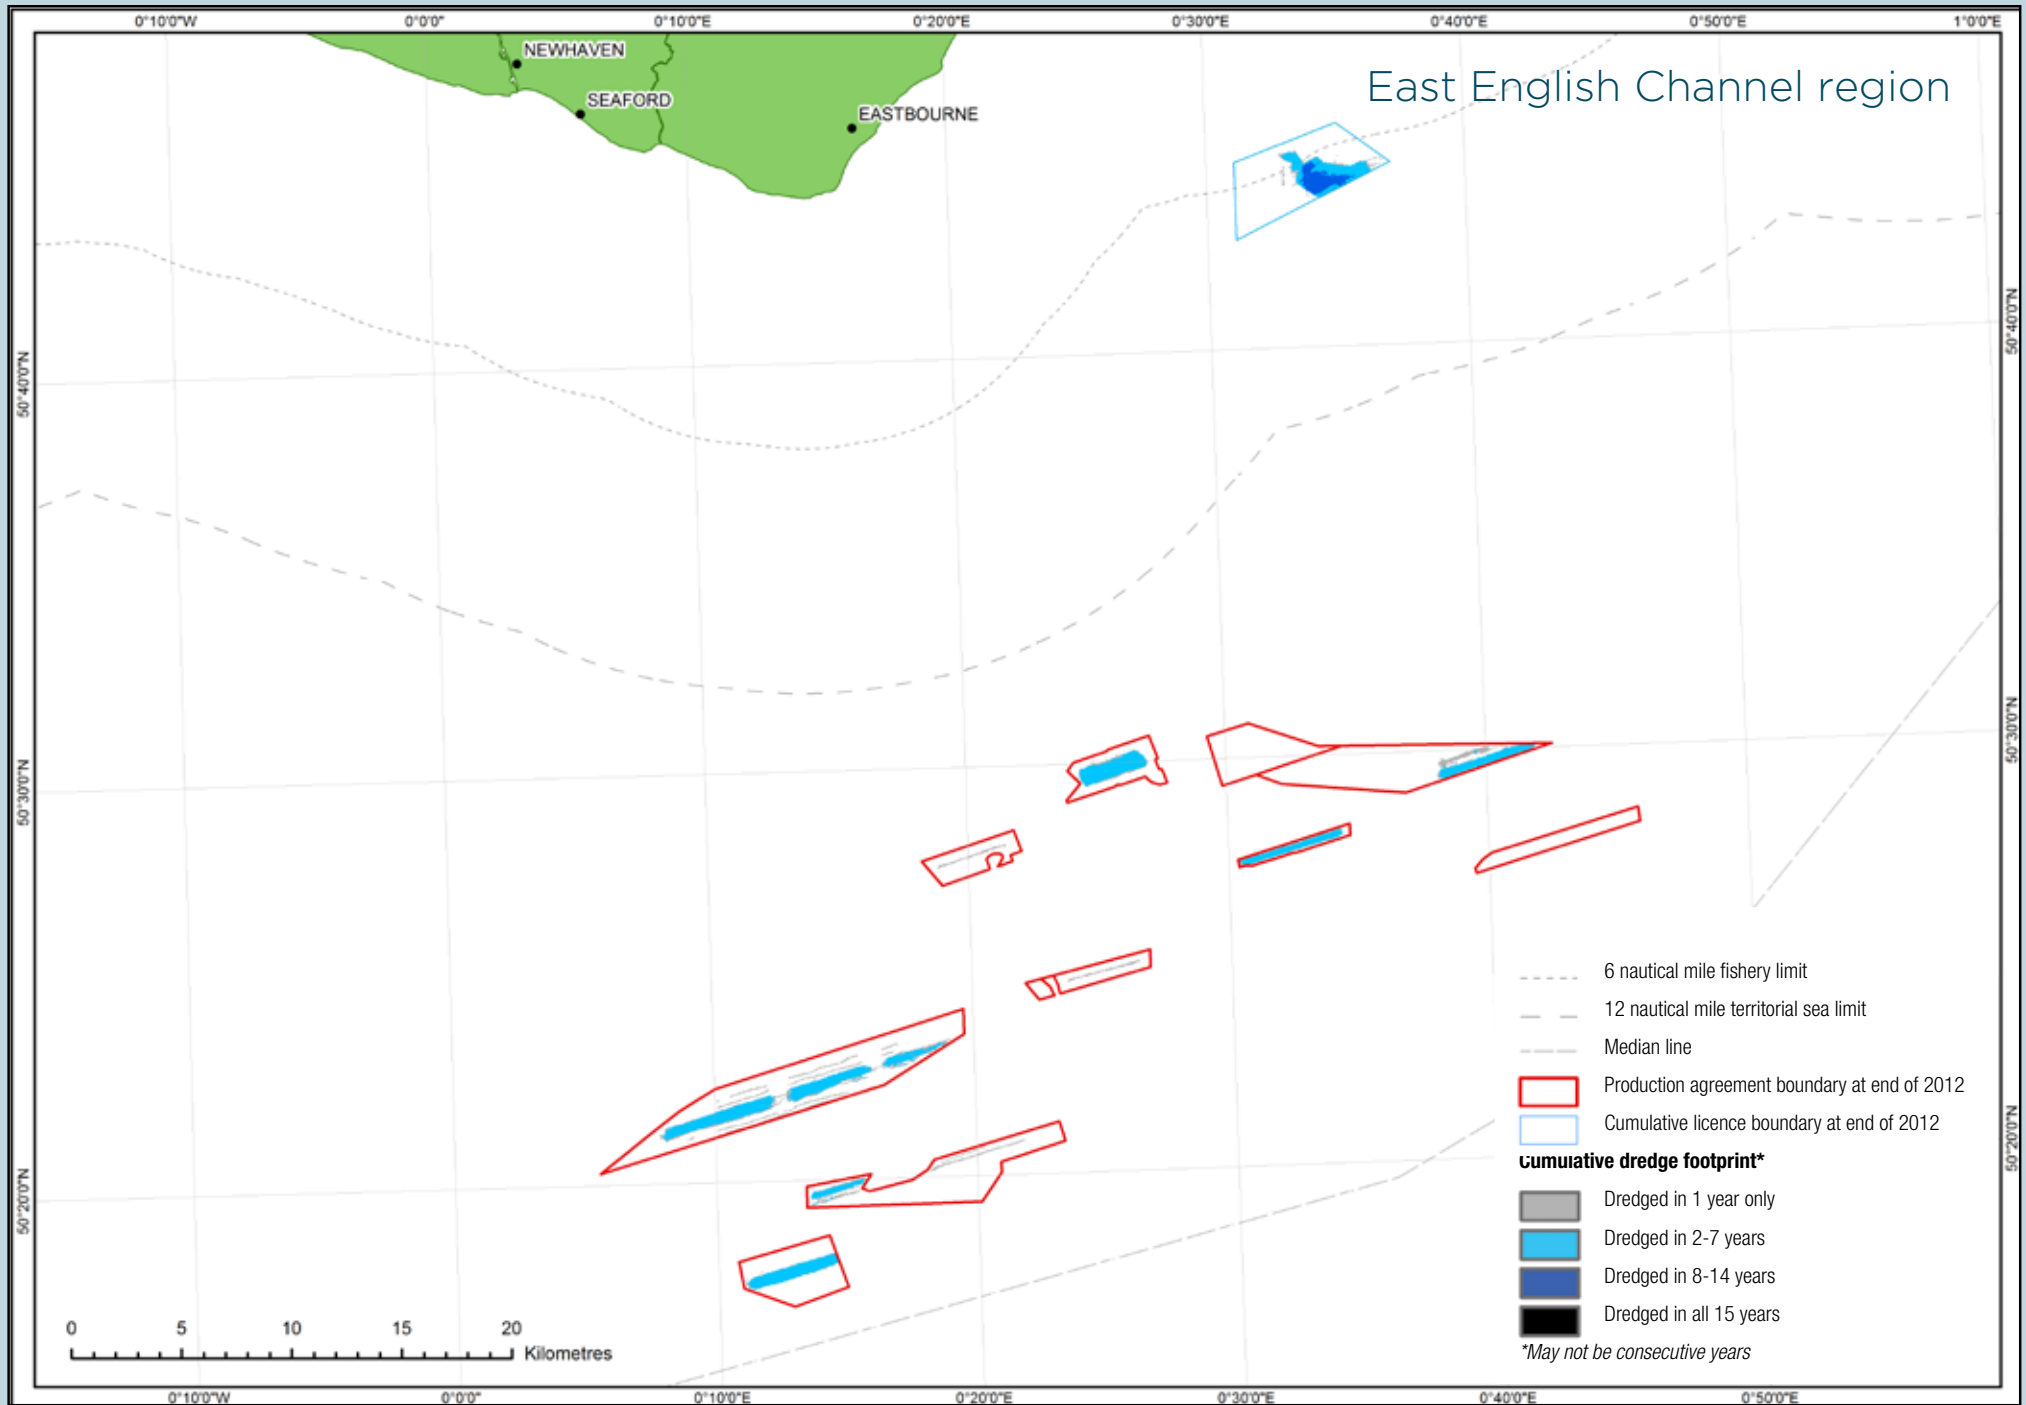 0°10'0"W 0°0'0" 0°10'0"E 0°20'0"E 0°30'0"E 0°40'0"E 0°50'0"E 1°0'0"E
East English Channel region
NEWHAVEN
SEAFORD
EASTBOURNE
50°40'0"N
50°40'0"N
50°30'0"N
50°30'0"N
50°20'0"N
50°20'0"N
6 nautical mile fishery limit
12 nautical mile territorial sea limit
Median line
Production agreement boundary at end of 2012
Cumulative licence boundary at end of 2012
Cumulative dredge footprint*
Dredged in 1 year only
Dredged in 2-7 years
Dredged in 8-14 years
Dredged in all 15 years
*May not be consecutive years
0 5 10 15 20
Kilometres
0°10'0"W 0°0'0" 0°10'0"E 0°20'0"E 0°30'0"E 0°40'0"E 0°50'0"E